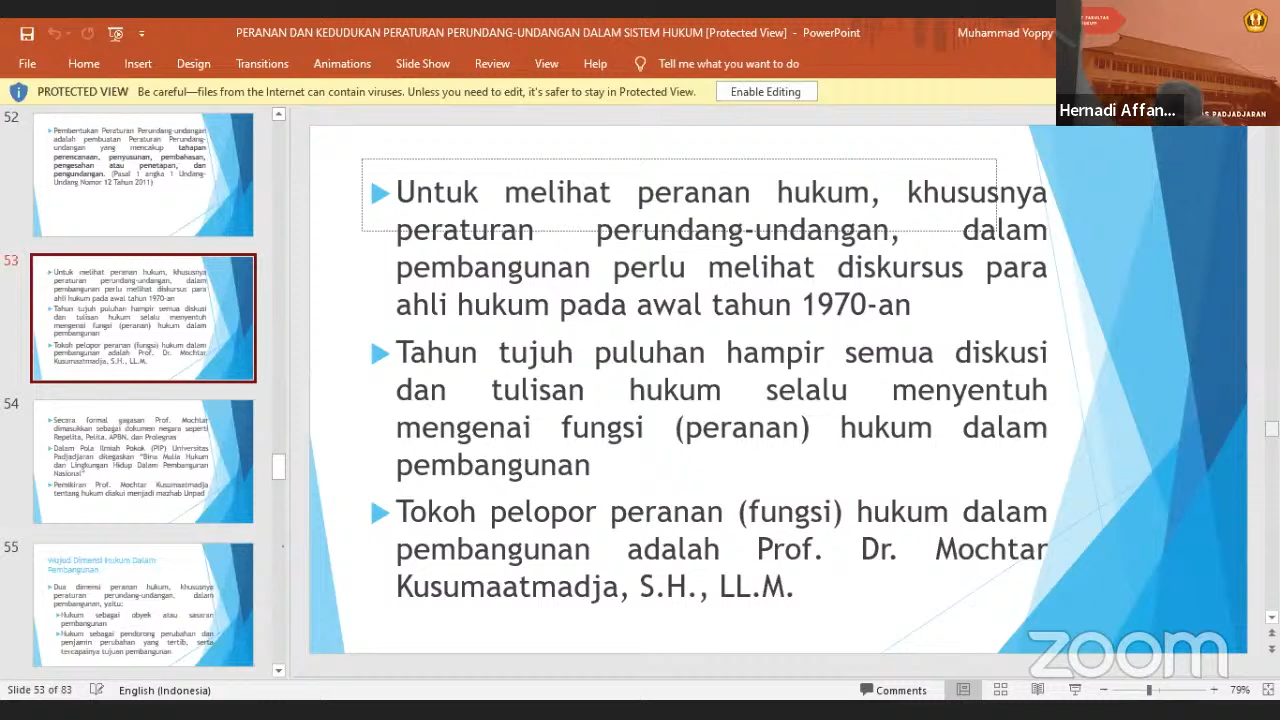 PERANAN DAN KEDUDUKAN PERATURAN PERUNDANG-UNDANGAN DALAM SISTEM HUKUM [Protected View] - PowerPoint
Muhammad Yoppy
File Home Insert Design Transitions Animations Slide Show Review View Help Tell me what you want to do
PROTECTED VIEW Be careful—files from the Internet can contain viruses. Unless you need to edit, it's safer to stay in Protected View. Enable Editing
FAKULTAS
HUKUM
Hernadi Affan...
S PADJADJARAN
52
Pembentukan Peraturan Perundang-undangan
adalah pembuatan Peraturan Perundang-
undangan yang mencakup tahapan
perencanaan, penyusunan, pembahasan,
pengesahan atau penetapan, dan
pengundangan. (Pasal 1 angka 1 Undang-
Undang Nomor 12 Tahun 2011)
53
Untuk melihat peranan hukum, khususnya
peraturan perundang-undangan, dalam
pembangunan perlu melihat diskursus para
ahli hukum pada awal tahun 1970-an
Tahun tujuh puluhan hampir semua diskusi
dan tulisan hukum selalu menyentuh
mengenai fungsi (peranan) hukum dalam
pembangunan
Tokoh pelopor peranan (fungsi) hukum dalam
pembangunan adalah Prof. Dr. Mochtar
Kusumaatmadja, S.H., LL.M.
54
Secara formal gagasan Prof. Mochtar
dimasukkan sebagai dokumen negara seperti
Repelita, Pelita, APBN, dan Prolegnas
Dalam Pola Ilmiah Pokok (PIP) Universitas
Padjadjaran ditegaskan "Bina Mulia Hukum
dan Lingkungan Hidup Dalam Pembangunan
Nasional"
Pemikiran Prof. Mochtar Kusumaatmadja
tentang hukum diakui menjadi mazhab Unpad
55
Wujud Dimensi Hukum Dalam
Pembangunan
Dua dimensi peranan hukum, khususnya
peraturan perundang-undangan, dalam
pembangunan, yaitu:
Hukum sebagai obyek atau sasaran
pembangunan
Hukum sebagai pendorong perubahan dan
penjamin perubahan yang tertib, serta
tercapainya tujuan pembangunan
Untuk melihat peranan hukum, khususnya
peraturan perundang-undangan, dalam
pembangunan perlu melihat diskursus para
ahli hukum pada awal tahun 1970-an
Tahun tujuh puluhan hampir semua diskusi
dan tulisan hukum selalu menyentuh
mengenai fungsi (peranan) hukum dalam
pembangunan
Tokoh pelopor peranan (fungsi) hukum dalam
pembangunan adalah Prof. Dr. Mochtar
Kusumaatmadja, S.H., LL.M.
zoom
Slide 53 of 83 English (Indonesia) Comments 79%